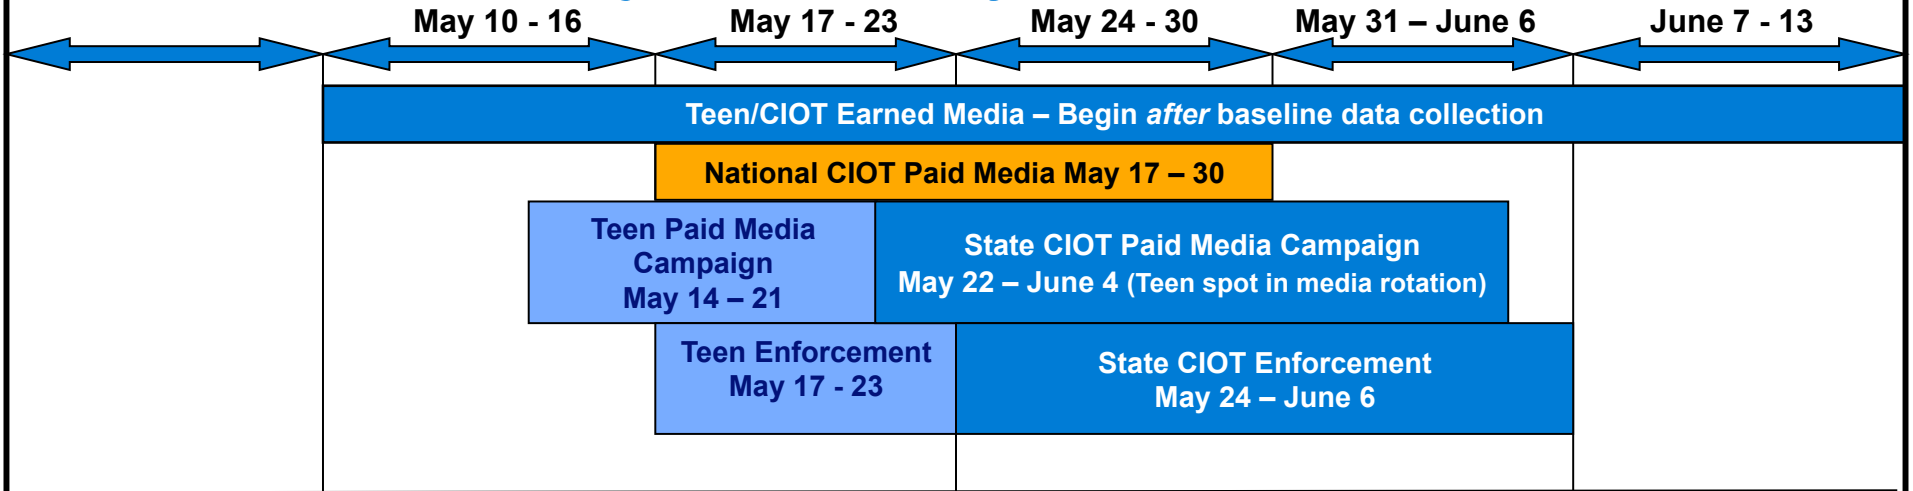 May 10 - 16
May 17 - 23
May 24 - 30
May 31 – June 6
June 7 - 13
Teen/CIOT Earned Media – Begin after baseline data collection
National CIOT Paid Media May 17 – 30
Teen Paid Media
Campaign
May 14 – 21
State CIOT Paid Media Campaign
May 22 – June 4 (Teen spot in media rotation)
Teen Enforcement
May 17 - 23
State CIOT Enforcement
May 24 – June 6